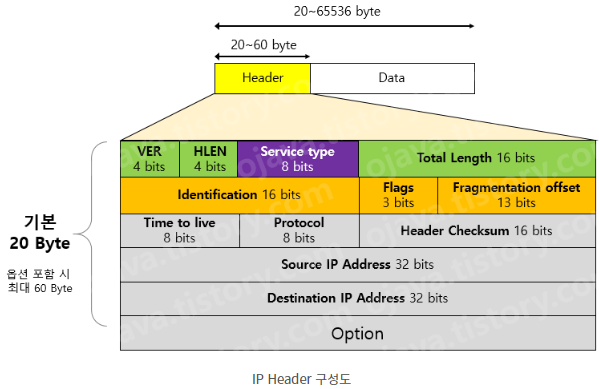 20~65536 byte
20~60 byte
Header
Data
VER
4 bits
HLEN
4 bits
Service type
8 bits
Total Length 16 bits
Identification 16 bits
Flags
3 bits
Fragmentation offset
13 bits
기본
20 Byte
옵션 포함 시
최대 60 Byte
Time to live
8 bits
Protocol
8 bits
Header Checksum 16 bits
Source IP Address 32 bits
Destination IP Address 32 bits
Option
IP Header 구성도